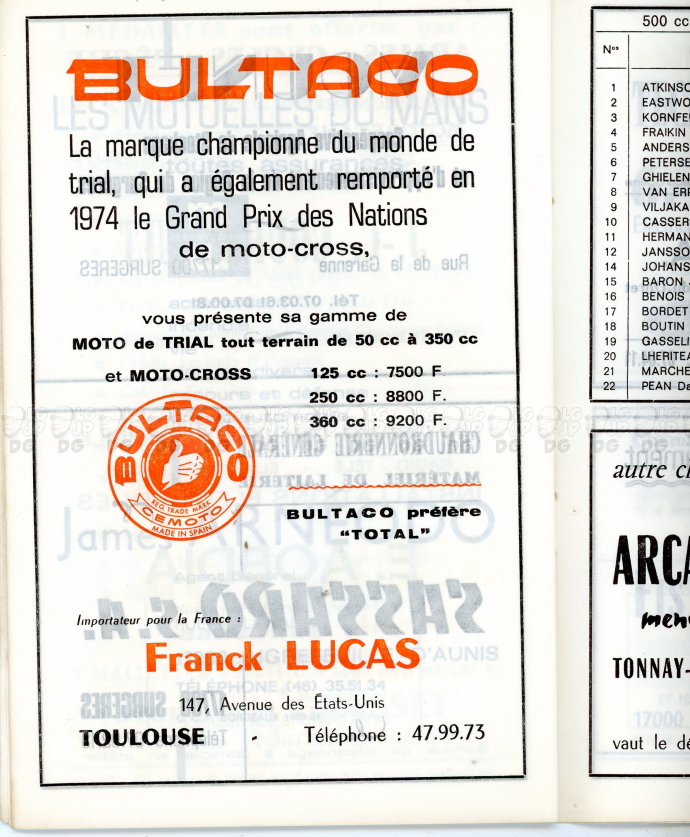 BULTACO
La marque championne du monde de
trial, qui a également remporté en
1974 le Grand Prix des Nations
de moto-cross,
vous présente sa gamme de
MOTO de TRIAL tout terrain de 50 cc à 350 cc
et MOTO-CROSS 125 cc : 7500 F.
250 cc : 8800 F.
360 cc : 9200 F.
BULTACO
REG. TRADE MARK
CEMOTO
MADE IN SPAIN
BULTACO préfère
"TOTAL"
Importateur pour la France :
Franck LUCAS
147, Avenue des États-Unis
TOULOUSE - Téléphone : 47.99.73
500 cc
Nos
1 ATKINSO
2 EASTWO
3 KORNFE
4 FRAIKIN
5 ANDERS
6 PETERSE
7 GHIELEN
8 VAN ERP
9 VILJAKA
10 CASSER
11 HERMAN
12 JANSSO
14 JOHANS
15 BARON
16 BENOIS
17 BORDET
18 BOUTIN
19 GASSELI
20 LHERITEA
21 MARCHE
22 PEAN Da
autre
ARCA
TONNAY-
vaut le dé